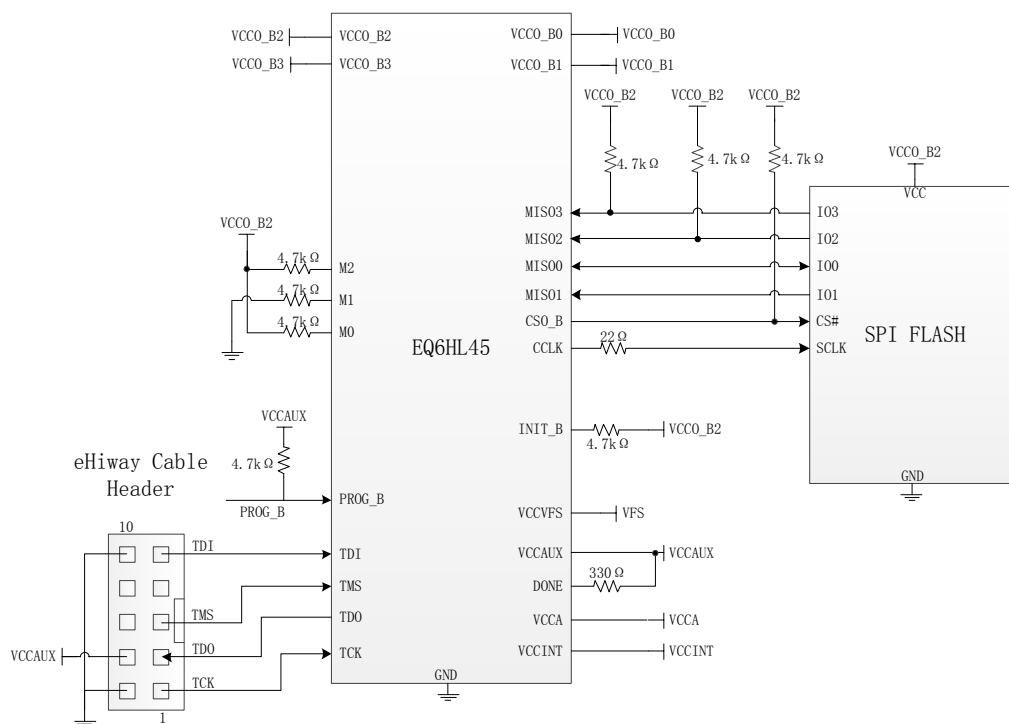 VCCO_B2 VCCO_B2 VCCO_B0 VCCO_B0
VCCO_B3 VCCO_B3 VCCO_B1 VCCO_B1
VCCO_B2 VCCO_B2 VCCO_B2
4.7kΩ 4.7kΩ 4.7kΩ
VCCO_B2
VCC
MISO3 IO3
VCCO_B2
MISO2 IO2
4.7kΩ
M2 MISO0 IO0
4.7kΩ
M1 MISO1 IO1
4.7kΩ
M0 CSO_B CS#
EQ6HL45 CCLK 22Ω SCLK
SPI FLASH
VCCAUX
INIT_B VCCO_B2
4.7kΩ
4.7kΩ
eHiway Cable
Header
GND
PROG_B
PROG_B
VCCVFS VFS
10
TDI TDI VCCAUX VCCAUX
330Ω
TMS TMS DONE
TDO TDO VCCA VCCA
VCCAUX
TCK TCK VCCINT VCCINT
GND
1